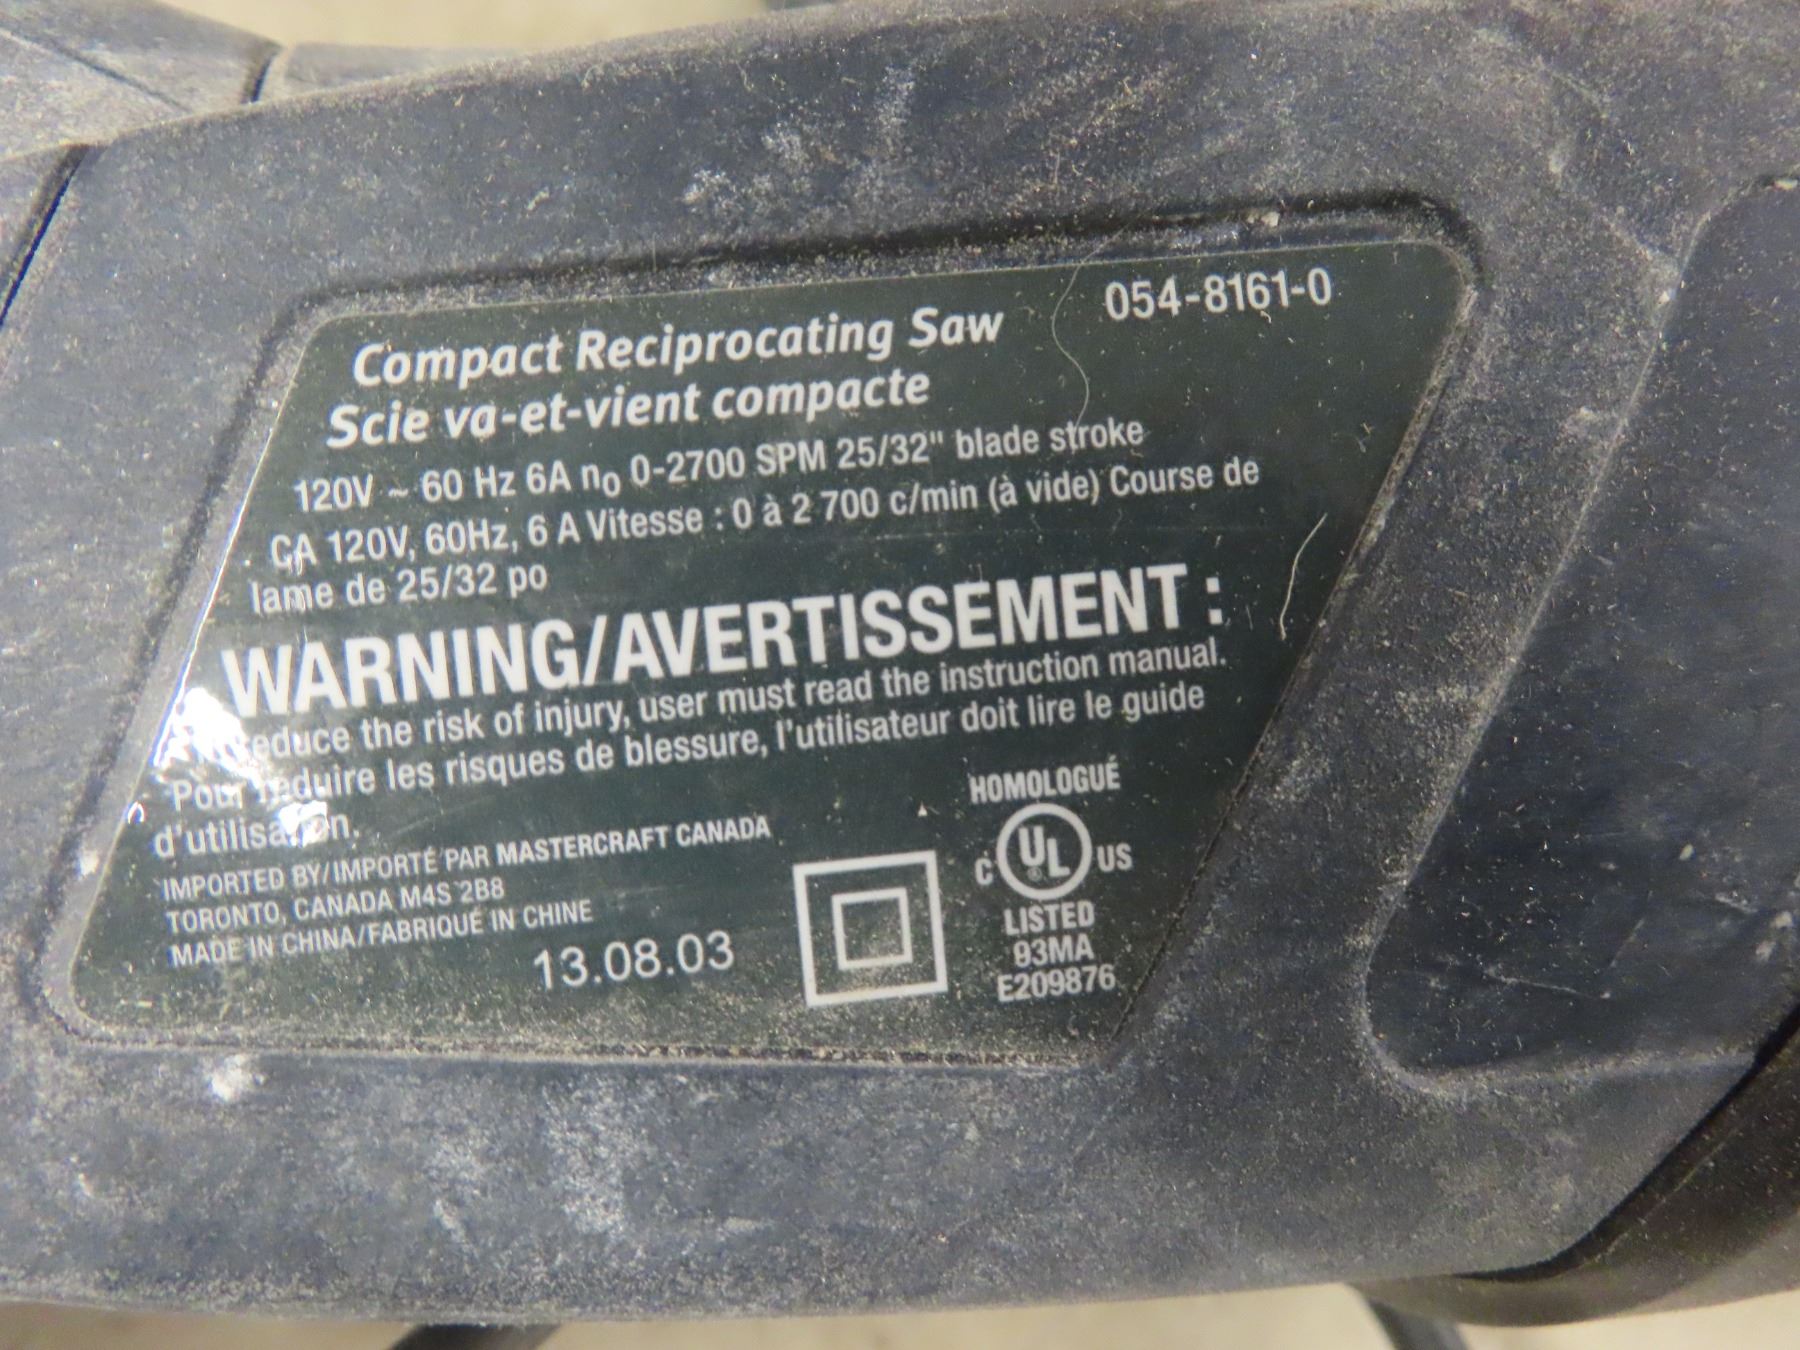 Compact Reciprocating Saw 054-8161-0
Scie va-et-vient compacte
120V ~ 60 Hz 6A n₀ 0-2700 SPM 25/32" blade stroke
CA 120V, 60Hz, 6 A Vitesse : 0 à 2 700 c/min (à vide) Course de
lame de 25/32 po
WARNING/AVERTISSEMENT :
reduce the risk of injury, user must read the instruction manual.
Pour réduire les risques de blessure, l'utilisateur doit lire le guide
d'utilisation.
IMPORTED BY/IMPORTÉ PAR MASTERCRAFT CANADA
TORONTO, CANADA M4S 2B8
MADE IN CHINA/FABRIQUÉ IN CHINE
13.08.03
HOMOLOGUÉ
C UL® US
LISTED
93MA
E209876